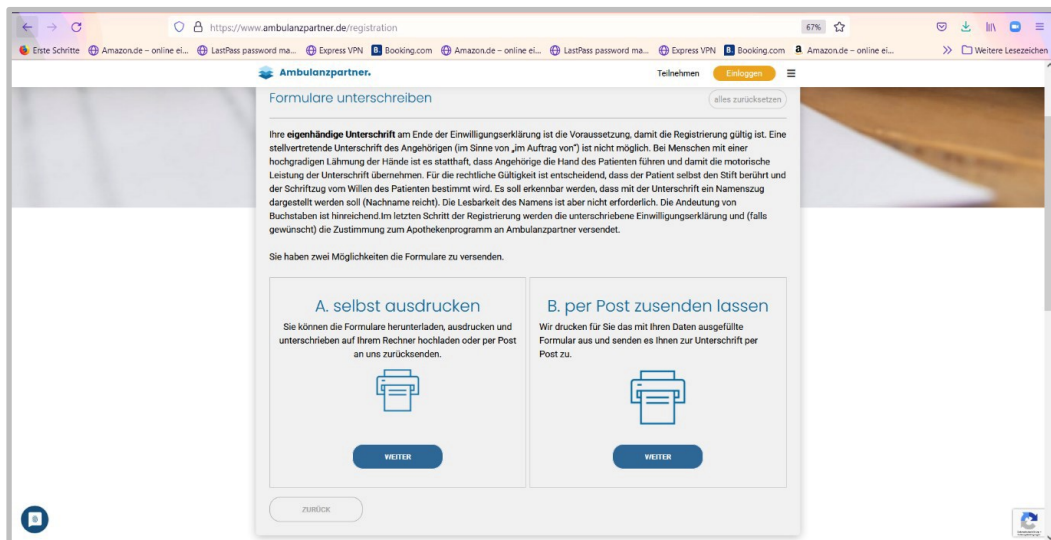 https://www.ambulanzpartner.de/registration
67%
Erste Schritte Amazon.de – online ei... LastPass password ma... Express VPN Booking.com Amazon.de – online ei... LastPass password ma... Express VPN Booking.com Amazon.de – online ei... Weitere Lesezeichen
Ambulanzpartner. Teilnehmen Einloggen
Formulare unterschreiben alles zurücksetzen
Ihre eigenhändige Unterschrift am Ende der Einwilligungserklärung ist die Voraussetzung, damit die Registrierung gültig ist. Eine
stellvertretende Unterschrift des Angehörigen (im Sinne von „im Auftrag von“) ist nicht möglich. Bei Menschen mit einer
hochgradigen Lähmung der Hände ist es statthaft, dass Angehörige die Hand des Patienten führen und damit die motorische
Leistung der Unterschrift übernehmen. Für die rechtliche Gültigkeit ist entscheidend, dass der Patient selbst den Stift berührt und
der Schriftzug vom Willen des Patienten bestimmt wird. Es soll erkennbar werden, dass mit der Unterschrift ein Namenszug
dargestellt werden soll (Nachname reicht). Die Lesbarkeit des Namens ist aber nicht erforderlich. Die Andeutung von
Buchstaben ist hinreichend.Im letzten Schritt der Registrierung werden die unterschriebene Einwilligungserklärung und (falls
gewünscht) die Zustimmung zum Apothekenprogramm an Ambulanzpartner versendet.
Sie haben zwei Möglichkeiten die Formulare zu versenden.
A. selbst ausdrucken
Sie können die Formulare herunterladen, ausdrucken und
unterschrieben auf Ihrem Rechner hochladen oder per Post
an uns zurücksenden.
WEITER
B. per Post zusenden lassen
Wir drucken für Sie das mit Ihren Daten ausgefüllte
Formular aus und senden es Ihnen zur Unterschrift per
Post zu.
WEITER
ZURÜCK